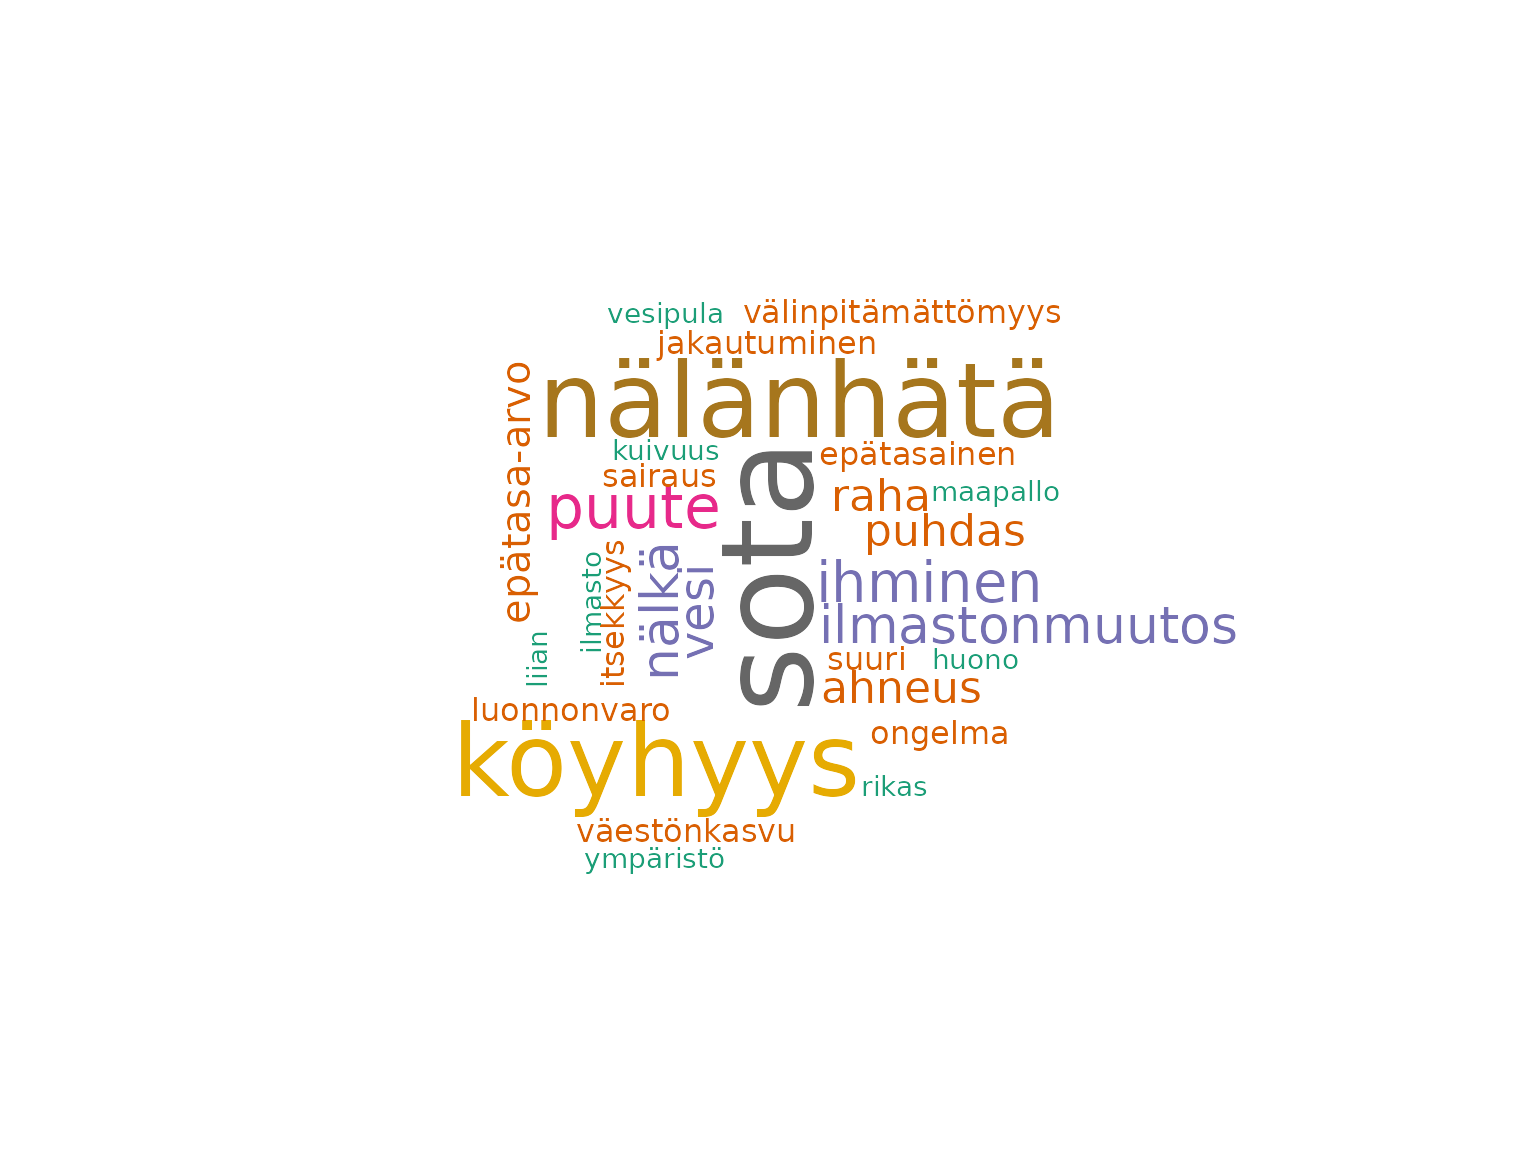 vesipula
välinpitämättömyys
jakautuminen
nälänhätä
epätasa-arvo
kuivuus
epätasainen
sairaus
puute
sota
raha
maapallo
puhdas
ilmasto
itsekkyys
nälkä
vesi
ihminen
ilmastonmuutos
liian
suuri
huono
ahneus
luonnonvaro
köyhyys
ongelma
rikas
väestönkasvu
ympäristö